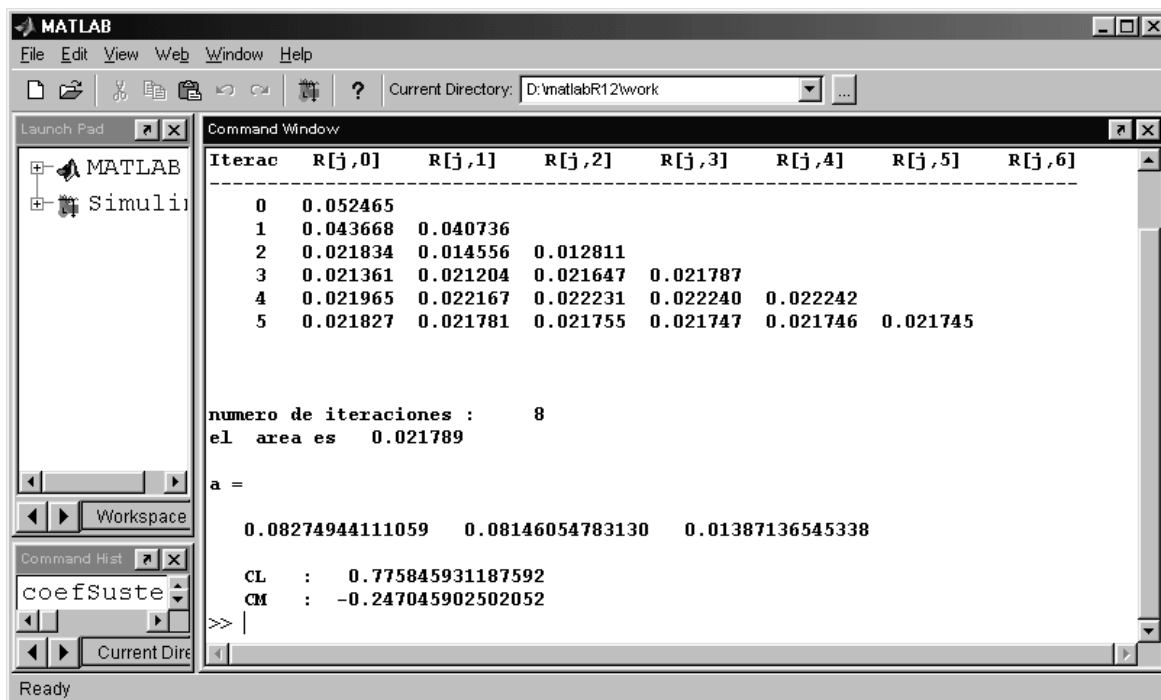 MATLAB
File Edit View Web Window Help
? Current Directory: D:\matlabR12\work ...
Launch Pad
MATLAB
Workspace
Command Hist
Current Dire
Command Window
Iterac R[j,0] R[j,1] R[j,2] R[j,3] R[j,4] R[j,5] R[j,6]
--------------------------------------------------------------------------
0 0.052465
1 0.043668 0.040736
2 0.021834 0.014556 0.012811
3 0.021361 0.021204 0.021647 0.021787
4 0.021965 0.022167 0.022231 0.022240 0.022242
5 0.021827 0.021781 0.021755 0.021747 0.021746 0.021745
numero de iteraciones : 8
el area es 0.021789
a =
0.08274944111059 0.08146054783130 0.01387136545338
CL : 0.775845931187592
CM : -0.247045902502052
>>
Ready